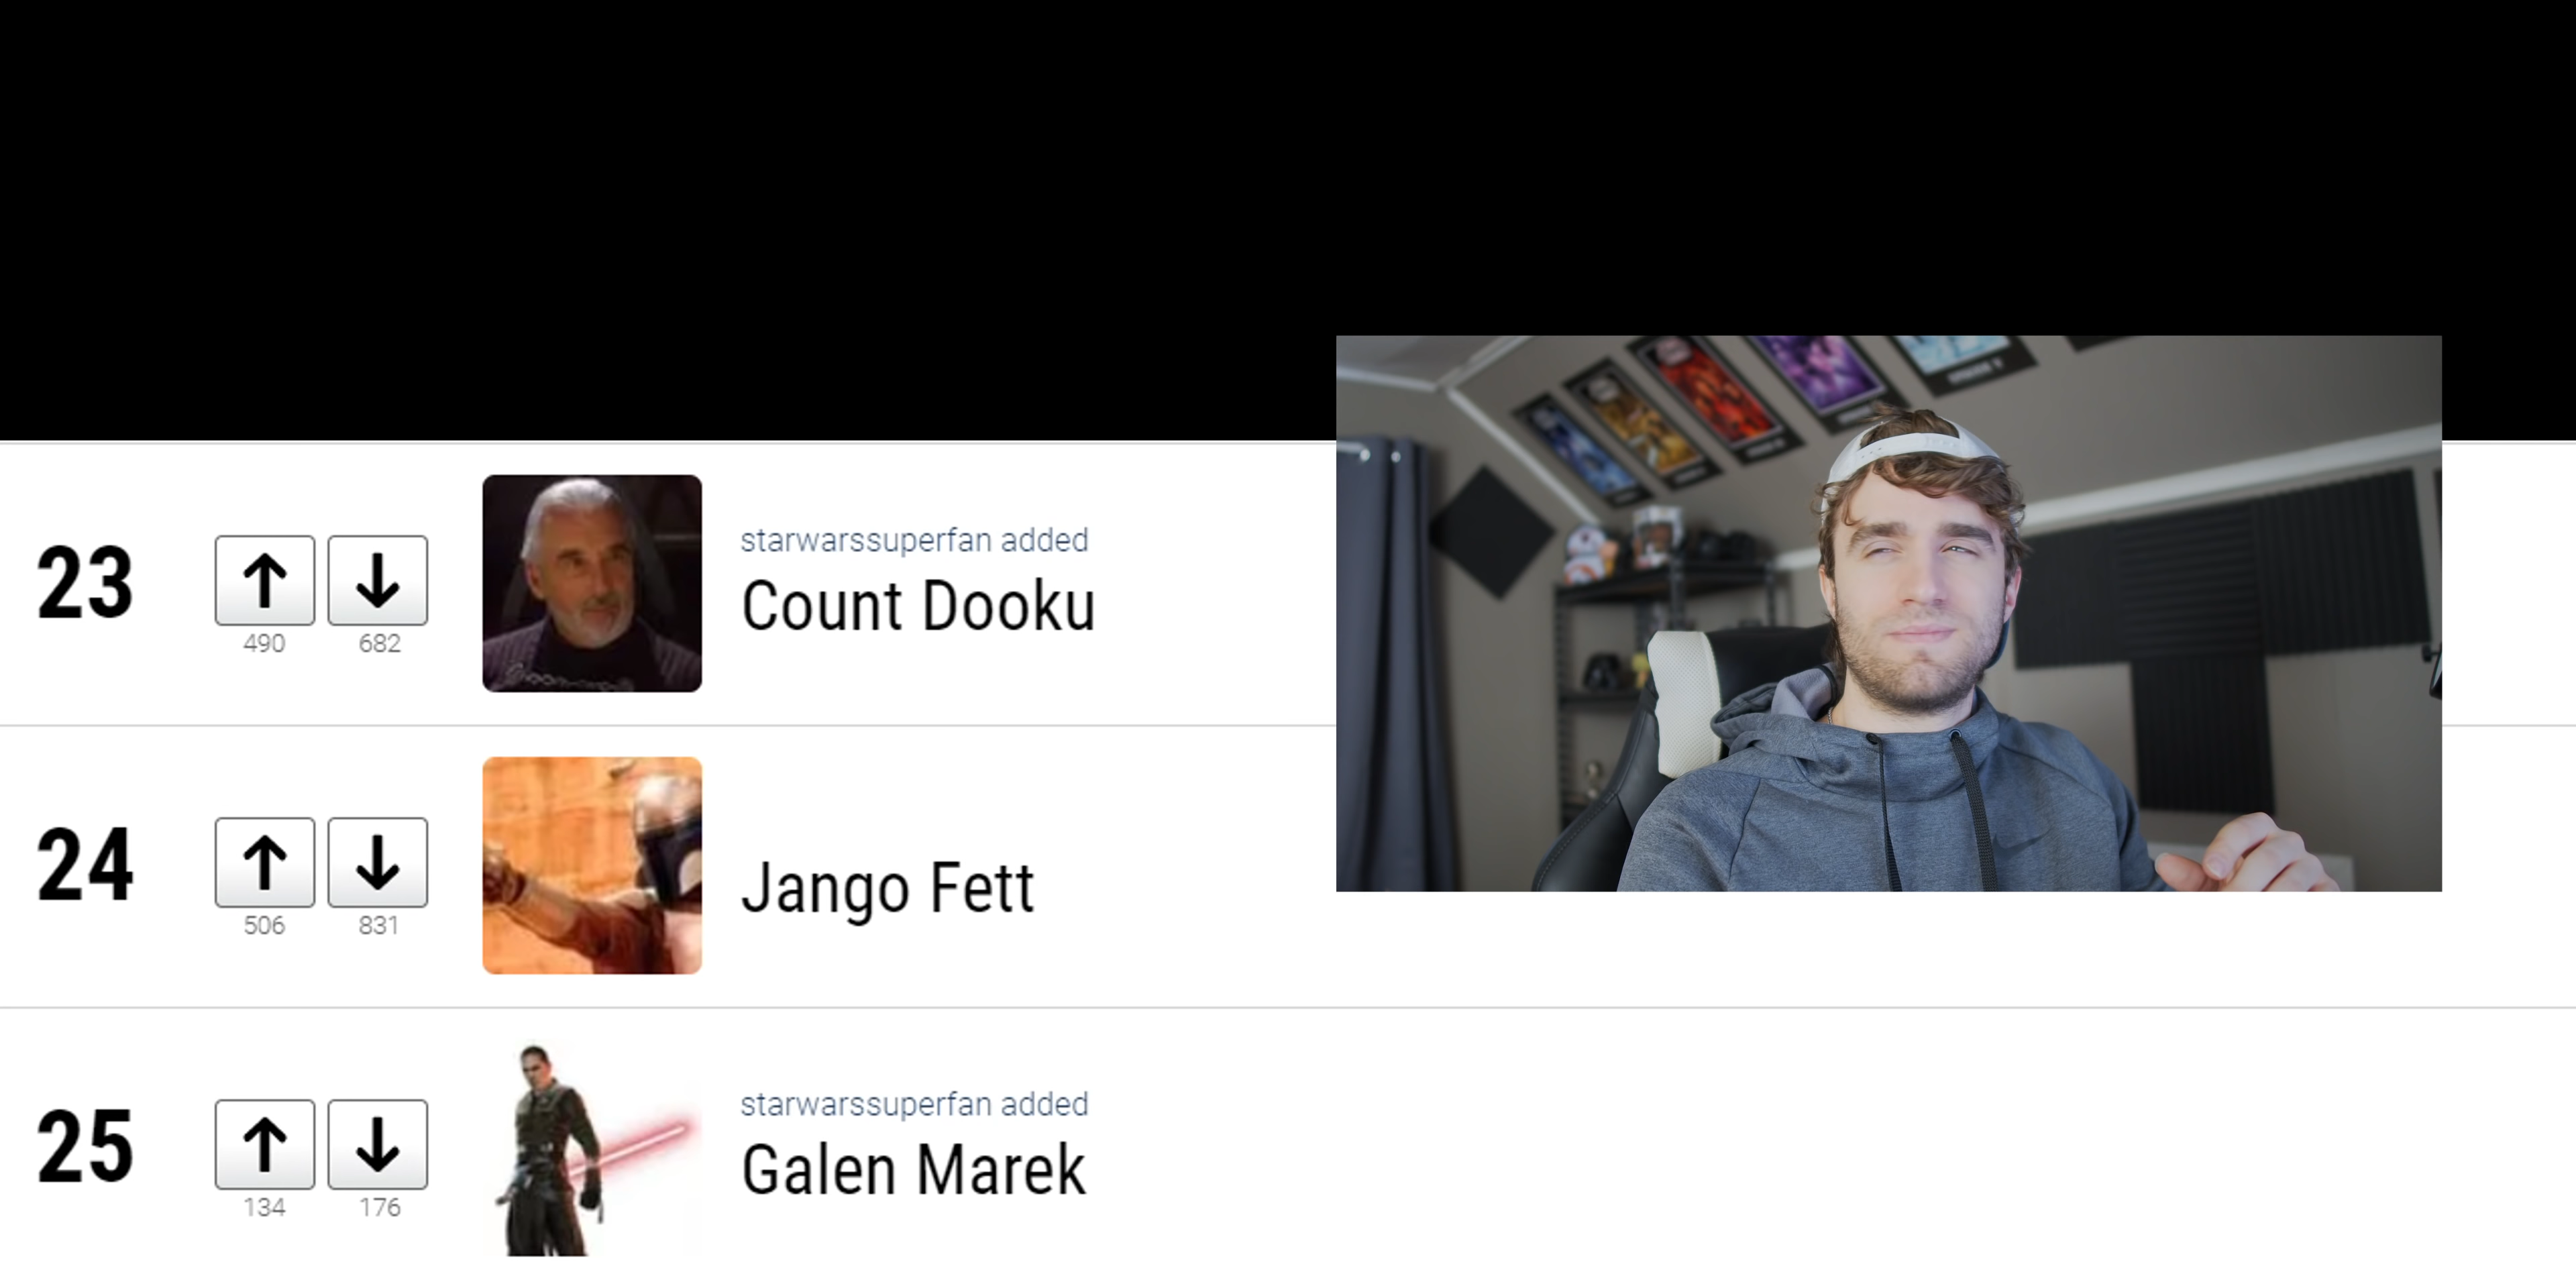 23
490
682
starwarssuperfan added
Count Dooku
24
506
831
Jango Fett
25
134
176
starwarssuperfan added
Galen Marek